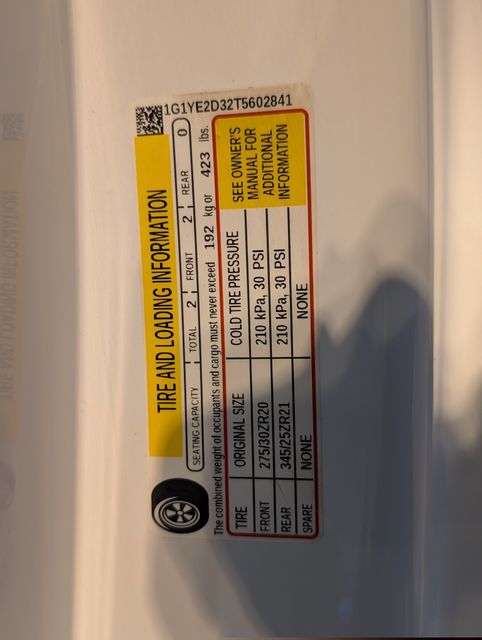 1G1YE2D32T5602841
TIRE AND LOADING INFORMATION
SEATING CAPACITY TOTAL 2 FRONT 2 REAR 0
The combined weight of occupants and cargo must never exceed 192 kg or 423 lbs.
TIRE ORIGINAL SIZE COLD TIRE PRESSURE
FRONT 275/30ZR20 210 kPa, 30 PSI
REAR 345/25ZR21 210 kPa, 30 PSI
SPARE NONE NONE
SEE OWNER'S
MANUAL FOR
ADDITIONAL
INFORMATION